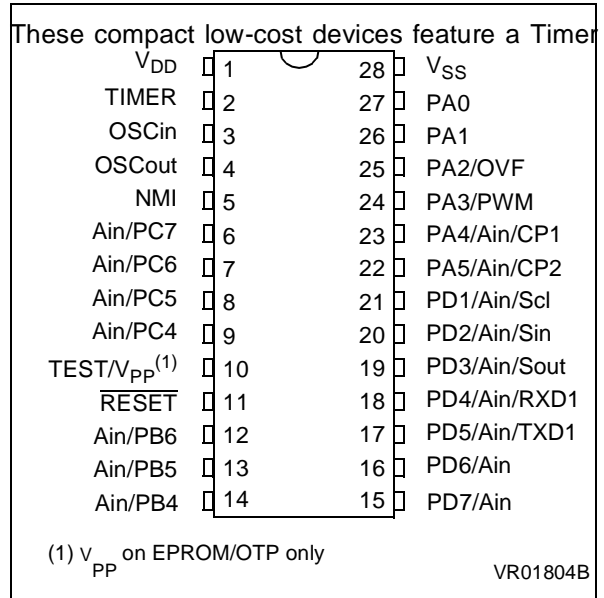 These compact low-cost devices feature a Timer
VDD 1 28 VSS
TIMER 2 27 PA0
OSCin 3 26 PA1
OSCout 4 25 PA2/OVF
NMI 5 24 PA3/PWM
Ain/PC7 6 23 PA4/Ain/CP1
Ain/PC6 7 22 PA5/Ain/CP2
Ain/PC5 8 21 PD1/Ain/Scl
Ain/PC4 9 20 PD2/Ain/Sin
TEST/VPP(1) 10 19 PD3/Ain/Sout
RESET 11 18 PD4/Ain/RXD1
Ain/PB6 12 17 PD5/Ain/TXD1
Ain/PB5 13 16 PD6/Ain
Ain/PB4 14 15 PD7/Ain
(1) VPP on EPROM/OTP only
VR01804B